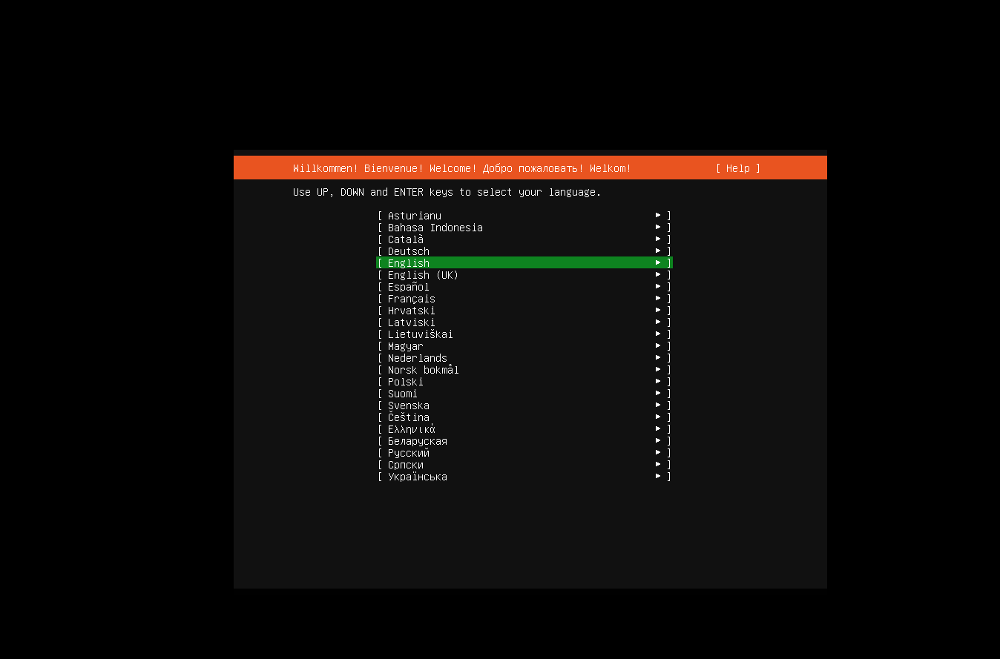 Willkommen! Bienvenue! Welcome! Добро пожаловать! Welkom! [ Help ]
Use UP, DOWN and ENTER keys to select your language.
[ Asturianu ▸ ]
[ Bahasa Indonesia ▸ ]
[ Català ▸ ]
[ Deutsch ▸ ]
[ English ▸ ]
[ English (UK) ▸ ]
[ Español ▸ ]
[ Français ▸ ]
[ Hrvatski ▸ ]
[ Latviski ▸ ]
[ Lietuviškai ▸ ]
[ Magyar ▸ ]
[ Nederlands ▸ ]
[ Norsk bokmål ▸ ]
[ Polski ▸ ]
[ Suomi ▸ ]
[ Svenska ▸ ]
[ Čeština ▸ ]
[ Ελληνικά ▸ ]
[ Беларуская ▸ ]
[ Русский ▸ ]
[ Српски ▸ ]
[ Українська ▸ ]